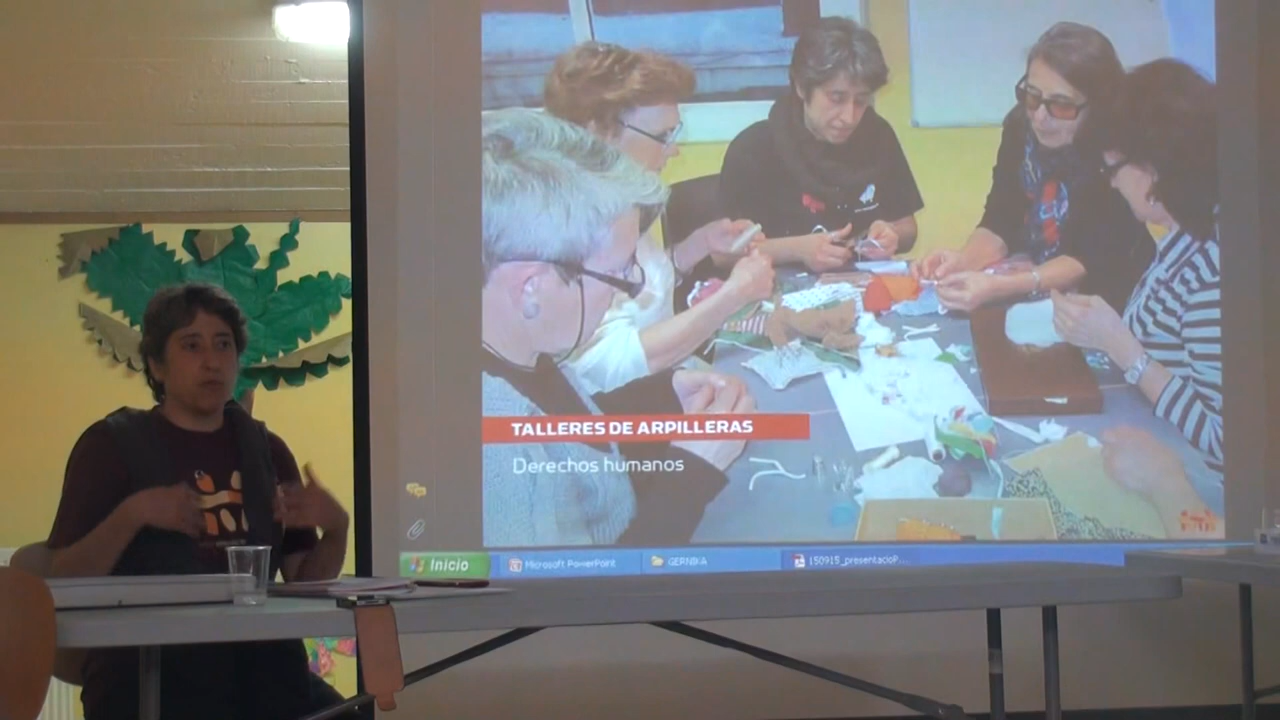 TALLERES DE ARPILLERAS
Derechos humanos
Inicio
Microsoft PowerPoint
GERNIKA
150915_presentacioP...